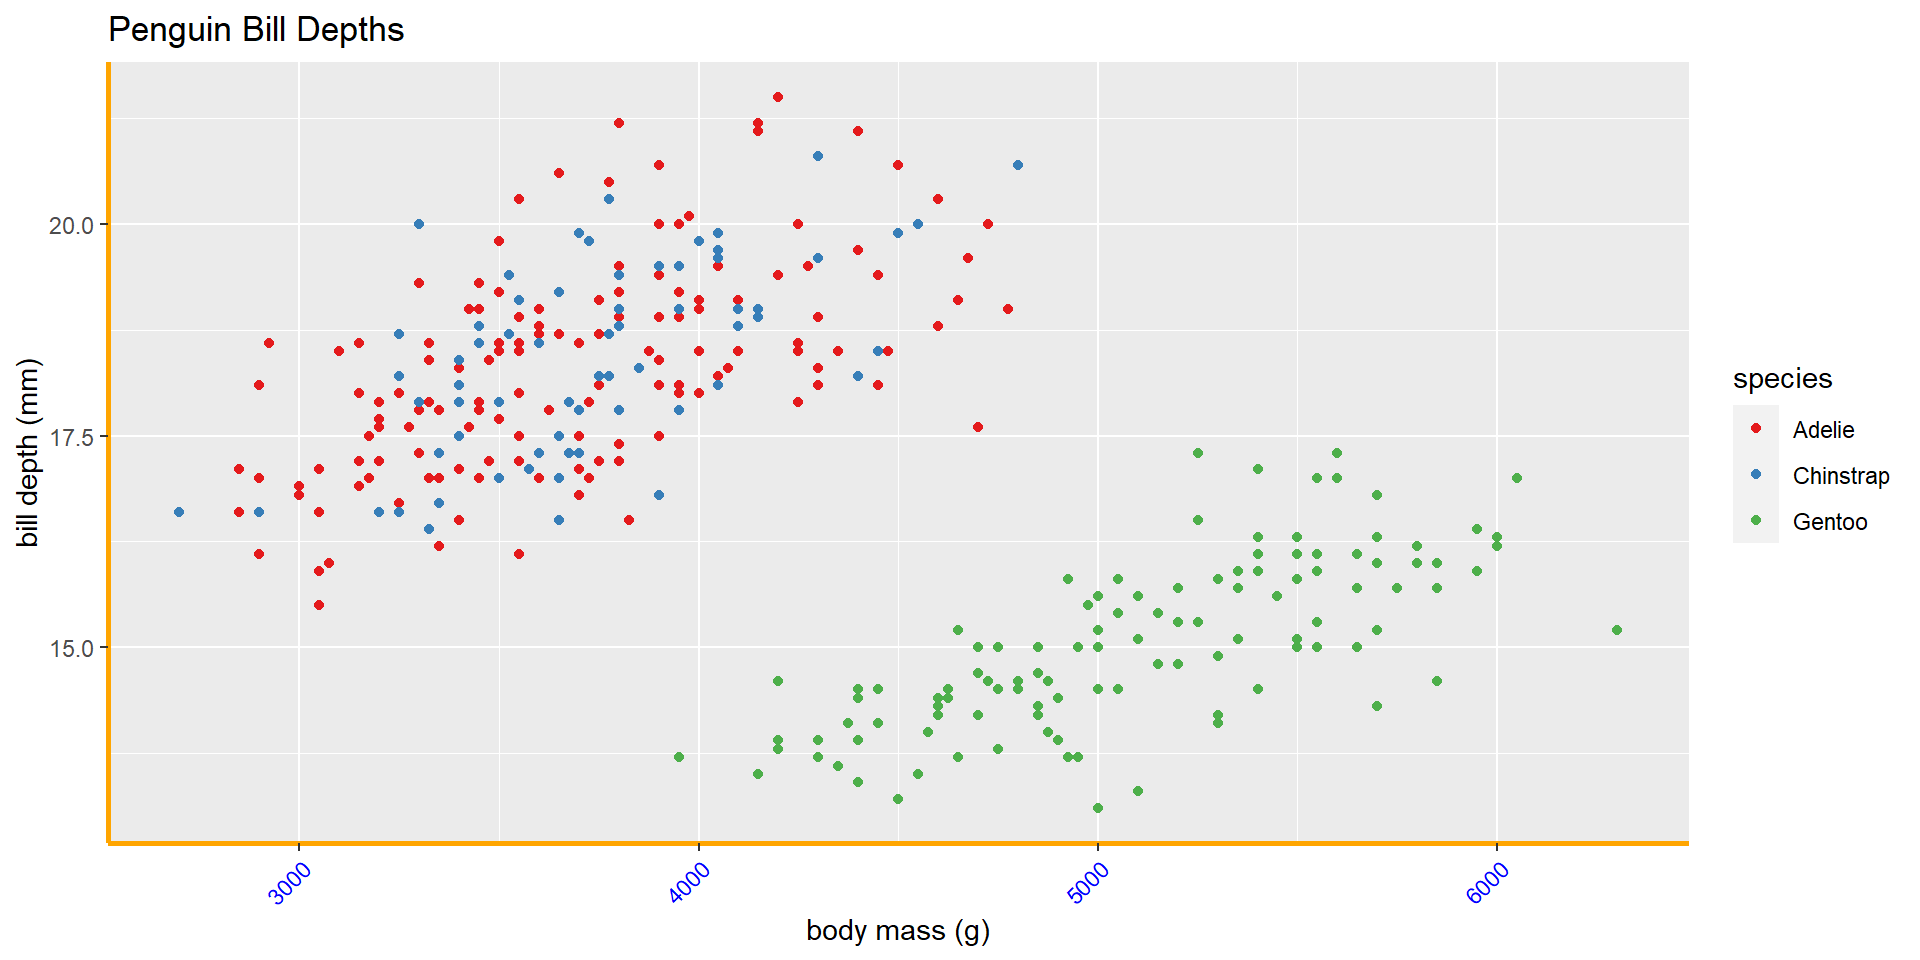 Penguin Bill Depths
bill depth (mm)
20.0
17.5
15.0
3000
4000
5000
6000
body mass (g)
species
Adelie
Chinstrap
Gentoo